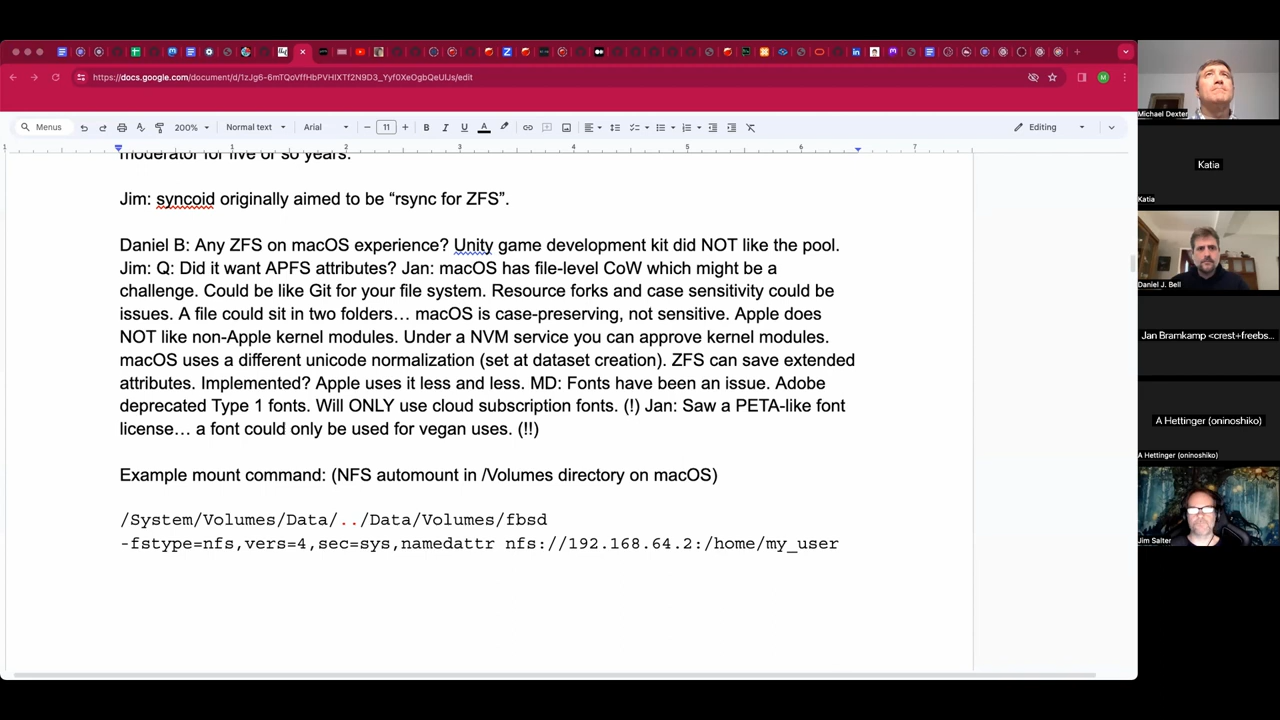 https://docs.google.com/document/d/1zJg6-6mTQoVffHbPVHIXTf2N9D3_Yyf0XeOgbQeUIJs/edit
M
Menus
200%
Normal text
Arial
11
Editing
1 1 2 3 4 5 6 7
moderator for five or so years.
Jim: syncoid originally aimed to be “rsync for ZFS”.
Daniel B: Any ZFS on macOS experience? Unity game development kit did NOT like the pool.
Jim: Q: Did it want APFS attributes? Jan: macOS has file-level CoW which might be a
challenge. Could be like Git for your file system. Resource forks and case sensitivity could be
issues. A file could sit in two folders… macOS is case-preserving, not sensitive. Apple does
NOT like non-Apple kernel modules. Under a NVM service you can approve kernel modules.
macOS uses a different unicode normalization (set at dataset creation). ZFS can save extended
attributes. Implemented? Apple uses it less and less. MD: Fonts have been an issue. Adobe
deprecated Type 1 fonts. Will ONLY use cloud subscription fonts. (!) Jan: Saw a PETA-like font
license… a font could only be used for vegan uses. (!!)
Example mount command: (NFS automount in /Volumes directory on macOS)
/System/Volumes/Data/../Data/Volumes/fbsd
-fstype=nfs,vers=4,sec=sys,namedattr nfs://192.168.64.2:/home/my_user
Michael Dexter
Katia
Katia
Daniel J. Bell
Jan Bramkamp <crest+freebs...
A Hettinger (oninoshiko)
A Hettinger (oninoshiko)
Jim Salter